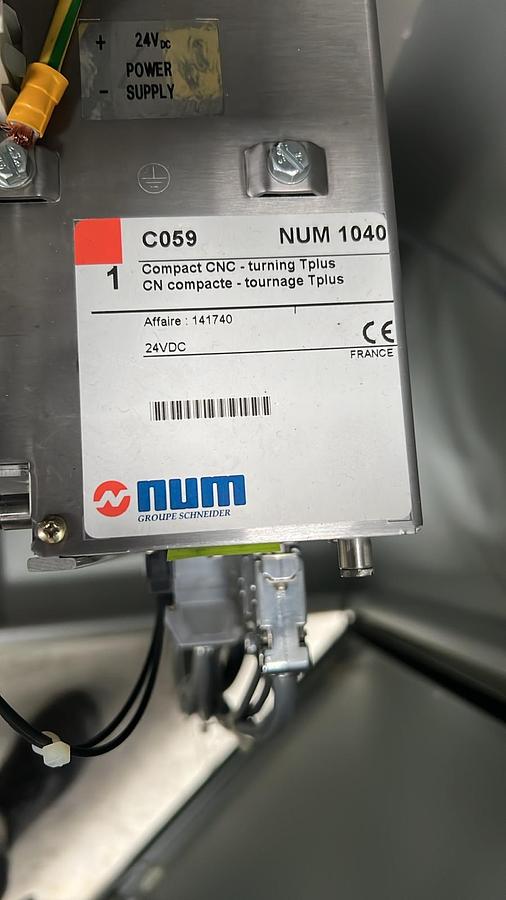 + 24VDC
POWER
- SUPPLY
C059 NUM 1040
1
Compact CNC - turning Tplus
CN compacte - tournage Tplus
Affaire : 141740
CE
24VDC
FRANCE
num
GROUPE SCHNEIDER